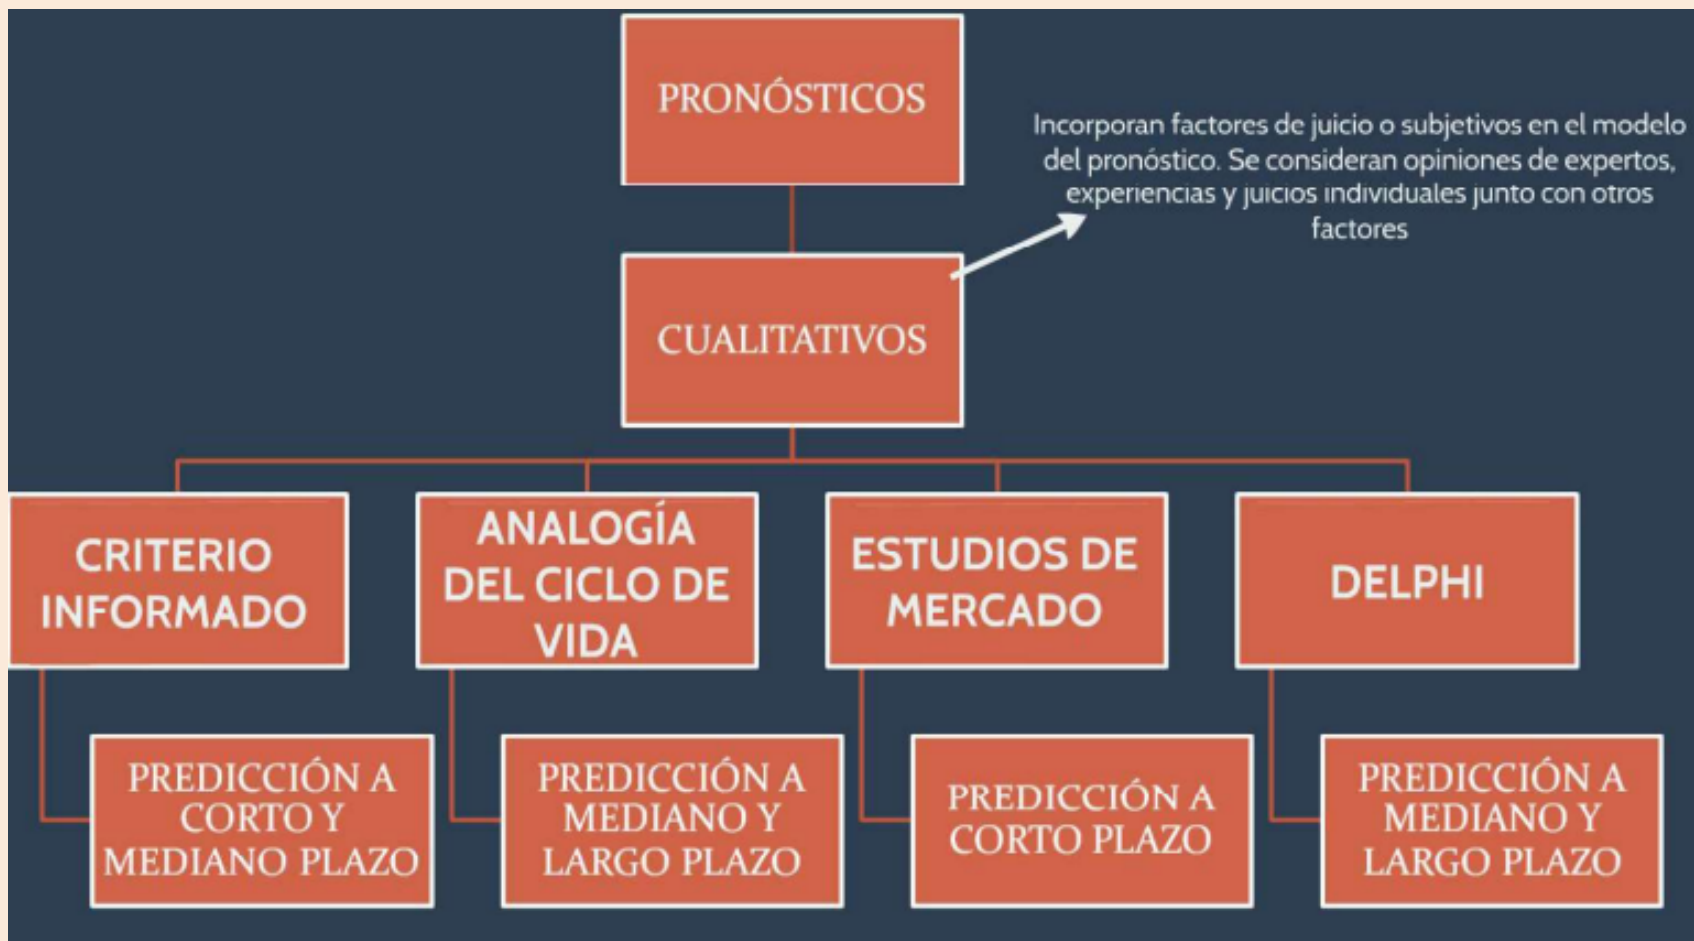 PRONÓSTICOS
Incorporan factores de juicio o subjetivos en el modelo
del pronóstico. Se consideran opiniones de expertos,
experiencias y juicios individuales junto con otros
factores
CUALITATIVOS
CRITERIO
INFORMADO
ANALOGÍA
DEL CICLO DE
VIDA
ESTUDIOS DE
MERCADO
DELPHI
PREDICCIÓN A
CORTO Y
MEDIANO PLAZO
PREDICCIÓN A
MEDIANO Y
LARGO PLAZO
PREDICCIÓN A
CORTO PLAZO
PREDICCIÓN A
MEDIANO Y
LARGO PLAZO